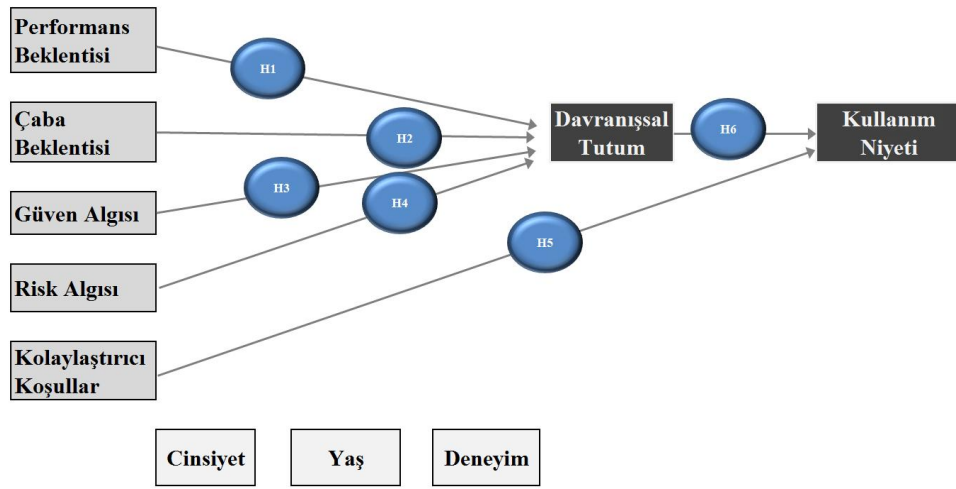 Performans
Beklentisi
H1
Çaba
Beklentisi
H2
Davranışsal
Tutum
H6
Kullanım
Niyeti
Güven Algısı
H3
H4
H5
Risk Algısı
Kolaylaştırıcı
Koşullar
Cinsiyet
Yaş
Deneyim